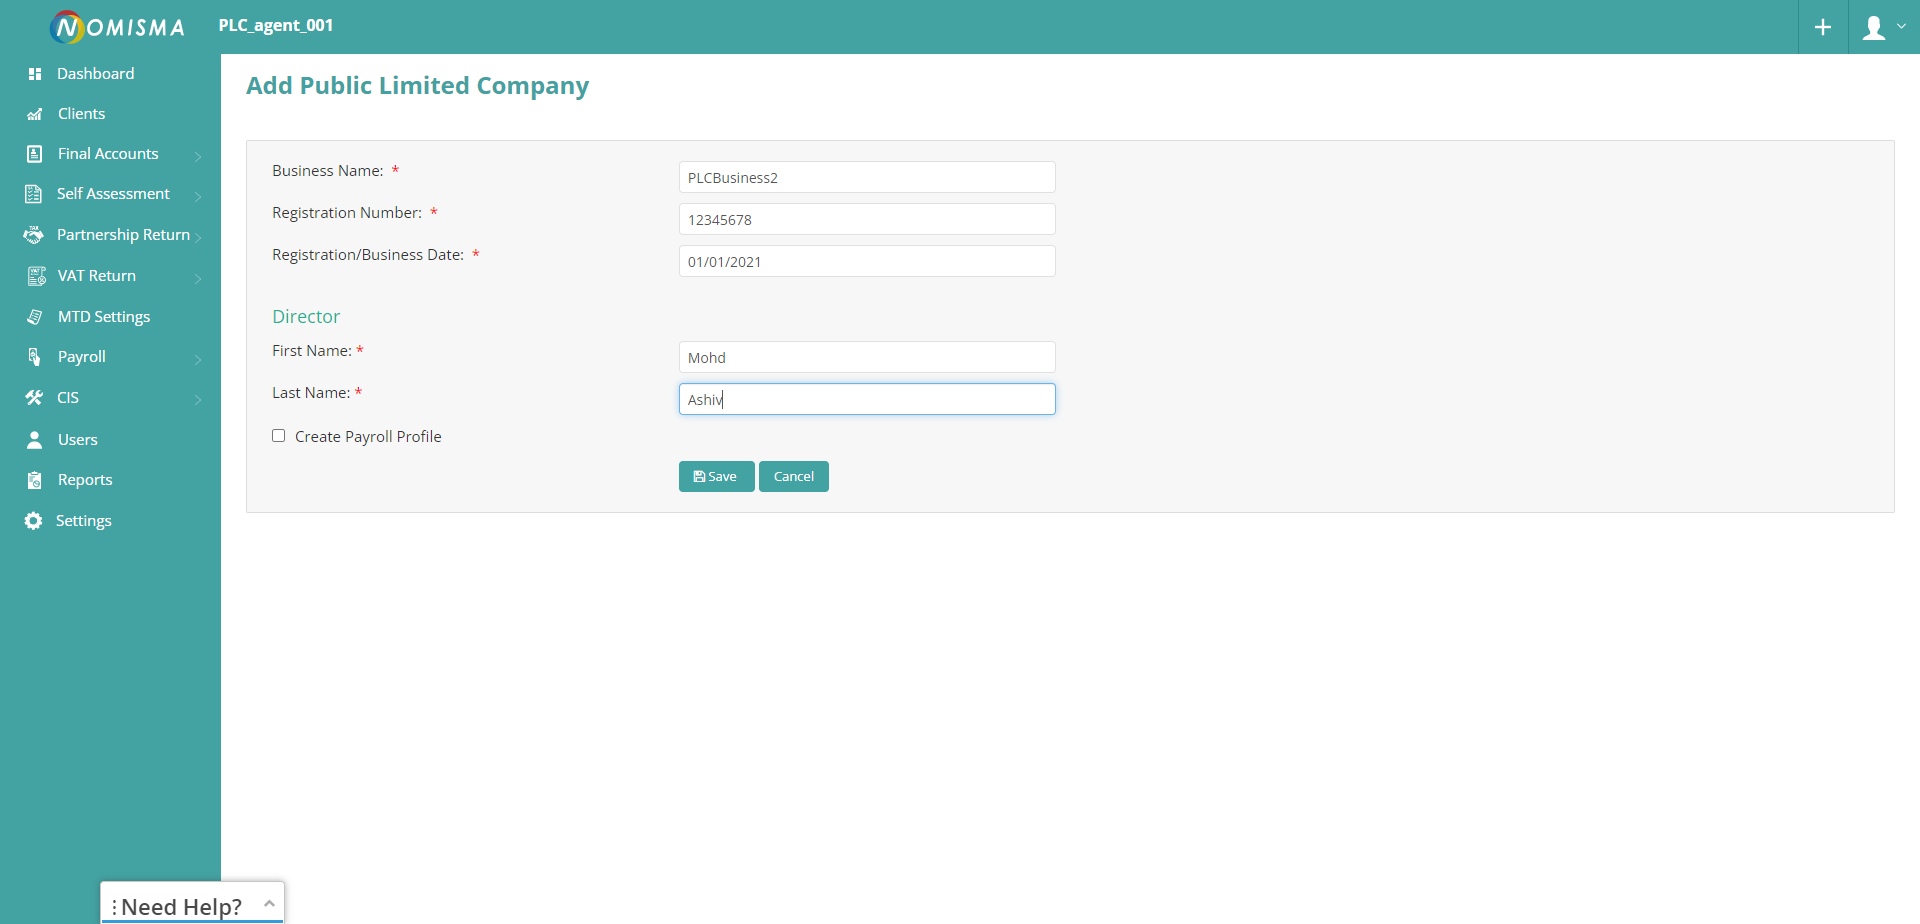 NOMISMA PLC_agent_001
Dashboard
Clients
Final Accounts
Self Assessment
Partnership Return
VAT Return
MTD Settings
Payroll
CIS
Users
Reports
Settings
Add Public Limited Company
Business Name: * PLCBusiness2
Registration Number: * 12345678
Registration/Business Date: * 01/01/2021
Director
First Name: * Mohd
Last Name: * Ashiv
Create Payroll Profile
Save Cancel
Need Help?